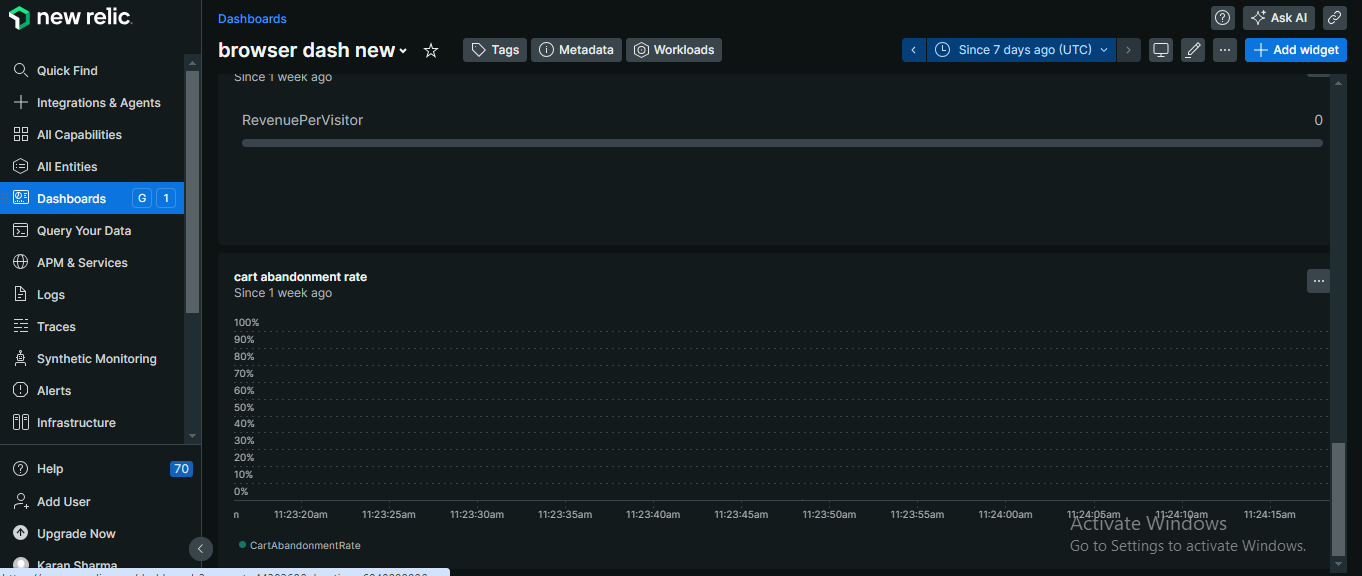 new relic
Quick Find
Integrations & Agents
All Capabilities
All Entities
Dashboards G 1
Query Your Data
APM & Services
Logs
Traces
Synthetic Monitoring
Alerts
Infrastructure
Help 70
Add User
Upgrade Now
Karan Sharma
Dashboards
Ask AI
browser dash new
Tags Metadata Workloads
Since 7 days ago (UTC)
Add widget
Since 1 week ago
RevenuePerVisitor 0
cart abandonment rate
Since 1 week ago
100%
90%
80%
70%
60%
50%
40%
30%
20%
10%
0%
11:23:20am 11:23:25am 11:23:30am 11:23:35am 11:23:40am 11:23:45am 11:23:50am 11:23:55am 11:24:00am 11:24:05am 11:24:10am 11:24:15am
CartAbandonmentRate
Activate Windows
Go to Settings to activate Windows.